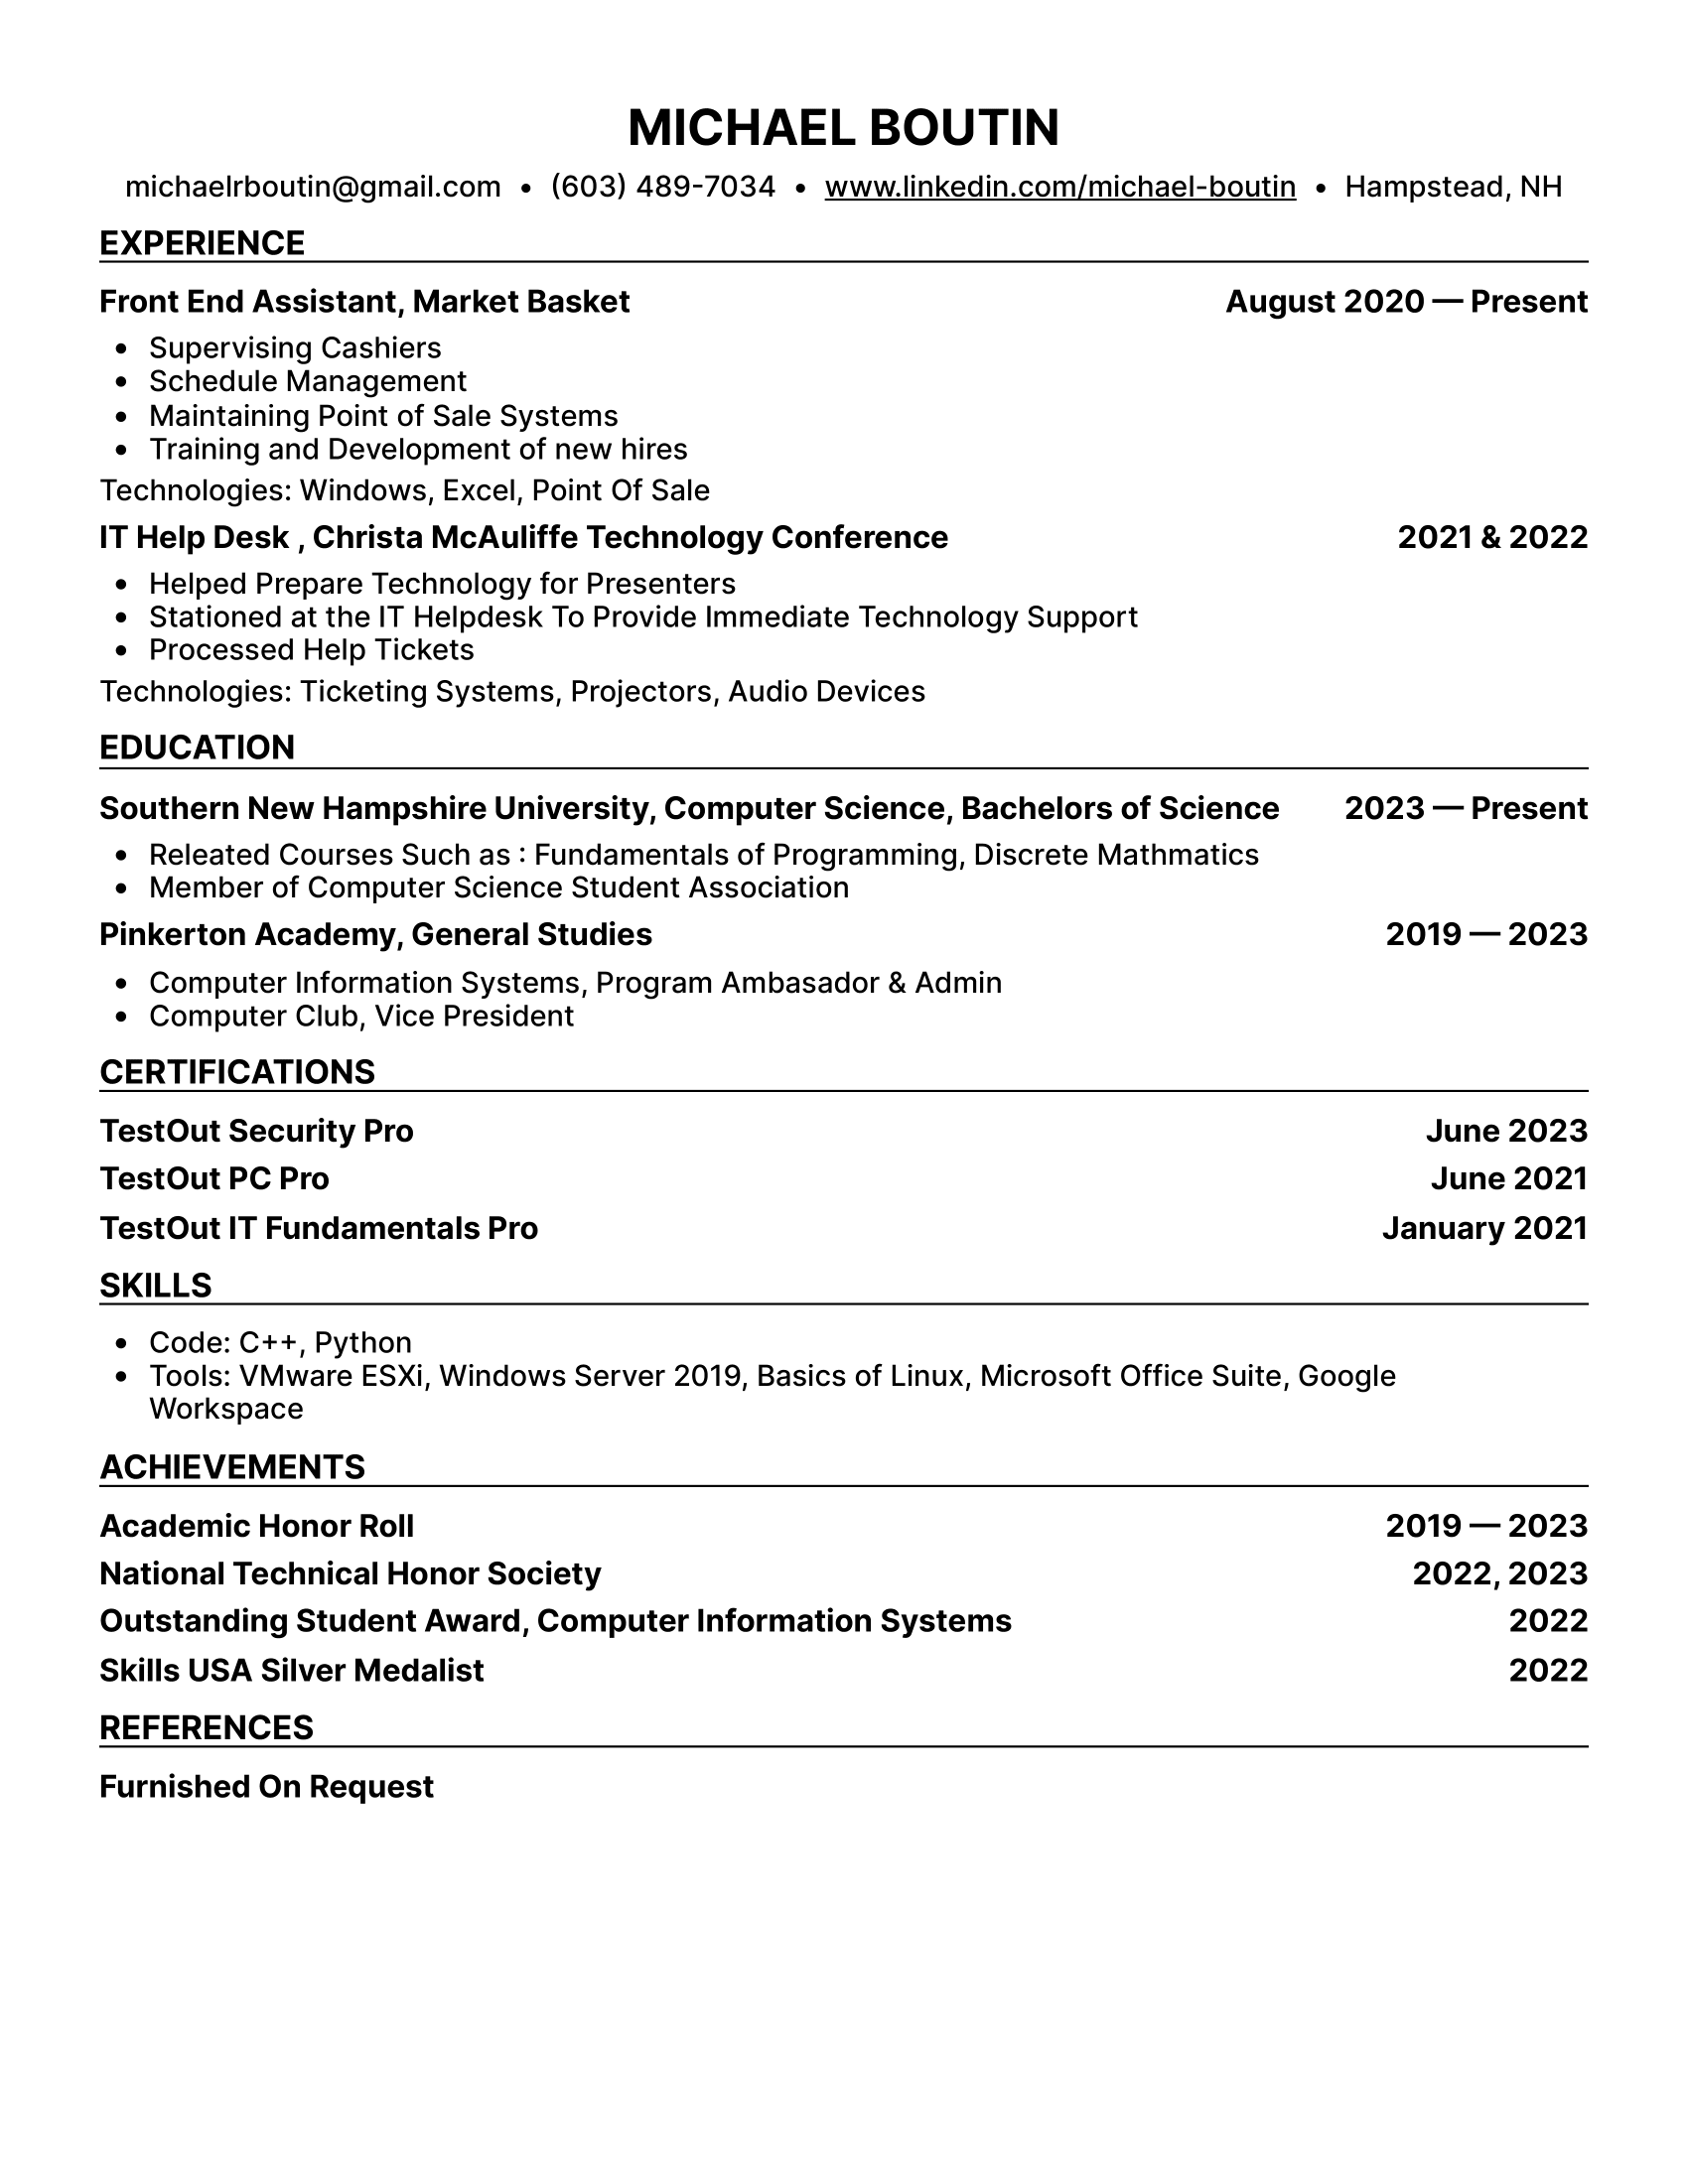 MICHAEL BOUTIN
michaelrboutin@gmail.com • (603) 489-7034 • www.linkedin.com/michael-boutin • Hampstead, NH
EXPERIENCE
Front End Assistant, Market Basket August 2020 — Present
• Supervising Cashiers
• Schedule Management
• Maintaining Point of Sale Systems
• Training and Development of new hires
Technologies: Windows, Excel, Point Of Sale
IT Help Desk , Christa McAuliffe Technology Conference 2021 & 2022
• Helped Prepare Technology for Presenters
• Stationed at the IT Helpdesk To Provide Immediate Technology Support
• Processed Help Tickets
Technologies: Ticketing Systems, Projectors, Audio Devices
EDUCATION
Southern New Hampshire University, Computer Science, Bachelors of Science 2023 — Present
• Releated Courses Such as : Fundamentals of Programming, Discrete Mathmatics
• Member of Computer Science Student Association
Pinkerton Academy, General Studies 2019 — 2023
• Computer Information Systems, Program Ambasador & Admin
• Computer Club, Vice President
CERTIFICATIONS
TestOut Security Pro June 2023
TestOut PC Pro June 2021
TestOut IT Fundamentals Pro January 2021
SKILLS
• Code: C++, Python
• Tools: VMware ESXi, Windows Server 2019, Basics of Linux, Microsoft Office Suite, Google
Workspace
ACHIEVEMENTS
Academic Honor Roll 2019 — 2023
National Technical Honor Society 2022, 2023
Outstanding Student Award, Computer Information Systems 2022
Skills USA Silver Medalist 2022
REFERENCES
Furnished On Request